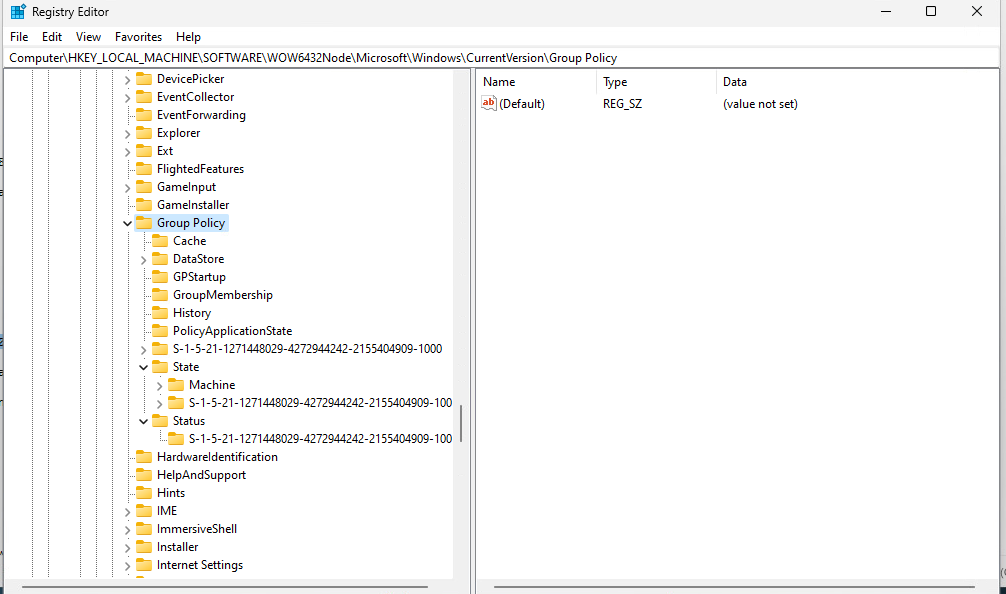 Registry Editor
File Edit View Favorites Help
Computer\HKEY_LOCAL_MACHINE\SOFTWARE\WOW6432Node\Microsoft\Windows\CurrentVersion\Group Policy
DevicePicker
EventCollector
EventForwarding
Explorer
Ext
FlightedFeatures
GameInput
GameInstaller
Group Policy
Cache
DataStore
GPStartup
GroupMembership
History
PolicyApplicationState
S-1-5-21-1271448029-4272944242-2155404909-1000
State
Machine
S-1-5-21-1271448029-4272944242-2155404909-100
Status
S-1-5-21-1271448029-4272944242-2155404909-100
HardwareIdentification
HelpAndSupport
Hints
IME
ImmersiveShell
Installer
Internet Settings
Name Type Data
ab (Default) REG_SZ (value not set)